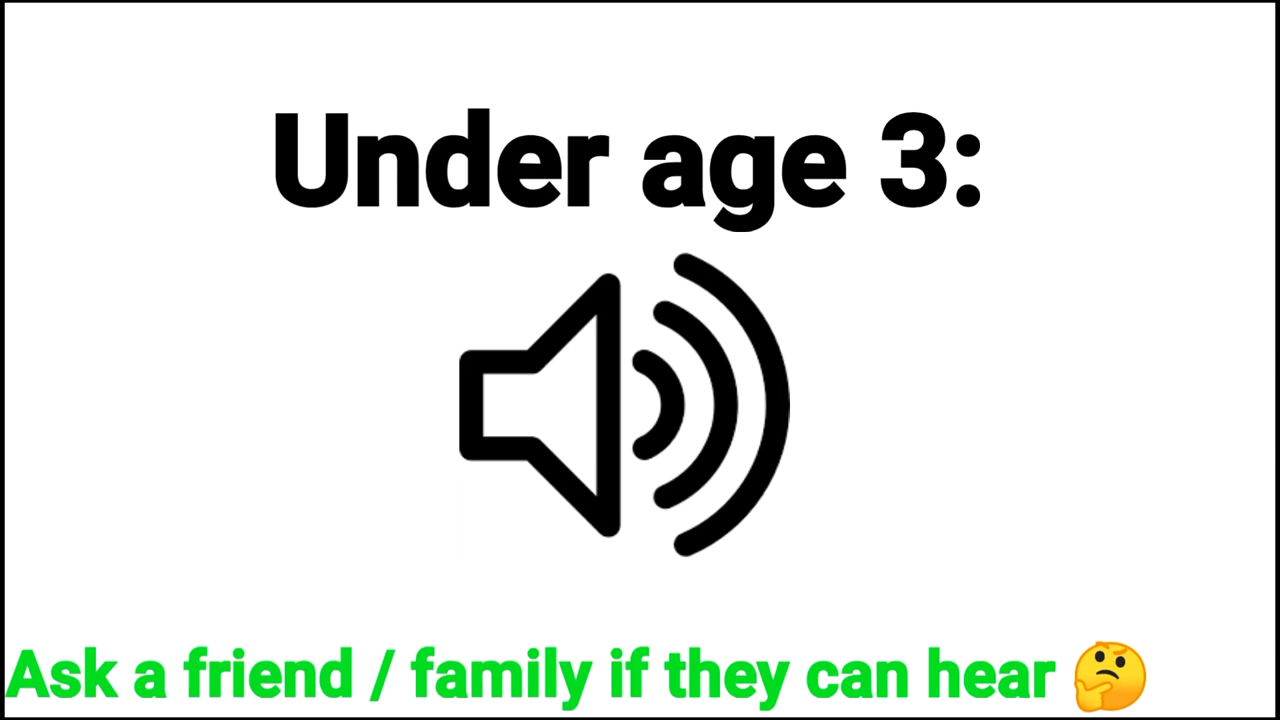 Under age 3:
Ask a friend / family if they can hear 🤔